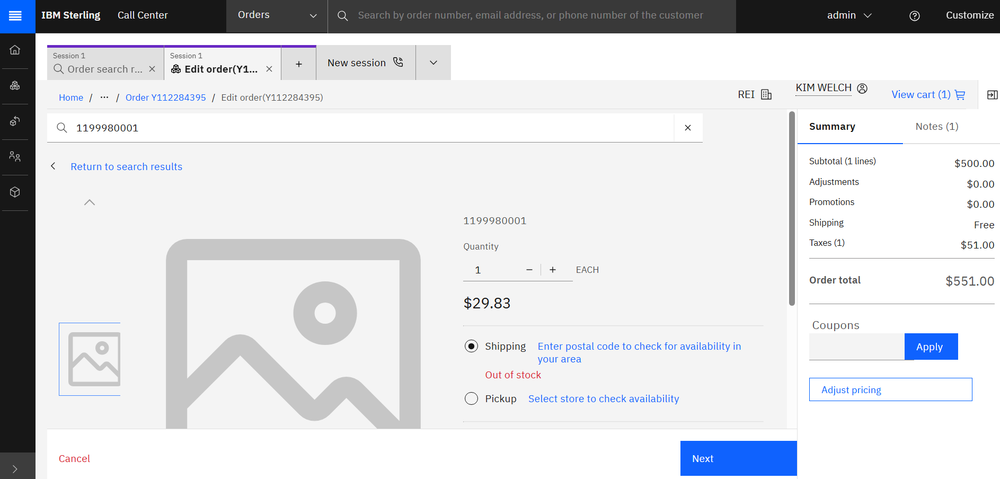 IBM Sterling Call Center
Orders
Search by order number, email address, or phone number of the customer
admin
Customize
Session 1
Order search r...
Session 1
Edit order(Y1...
New session
Home / ... / Order Y112284395 / Edit order(Y112284395)
REI
KIM WELCH
View cart (1)
1199980001
Return to search results
1199980001
Quantity
1
EACH
$29.83
Shipping
Enter postal code to check for availability in
your area
Out of stock
Pickup
Select store to check availability
Cancel
Next
Summary
Notes (1)
Subtotal (1 lines) $500.00
Adjustments $0.00
Promotions $0.00
Shipping Free
Taxes (1) $51.00
Order total $551.00
Coupons
Apply
Adjust pricing